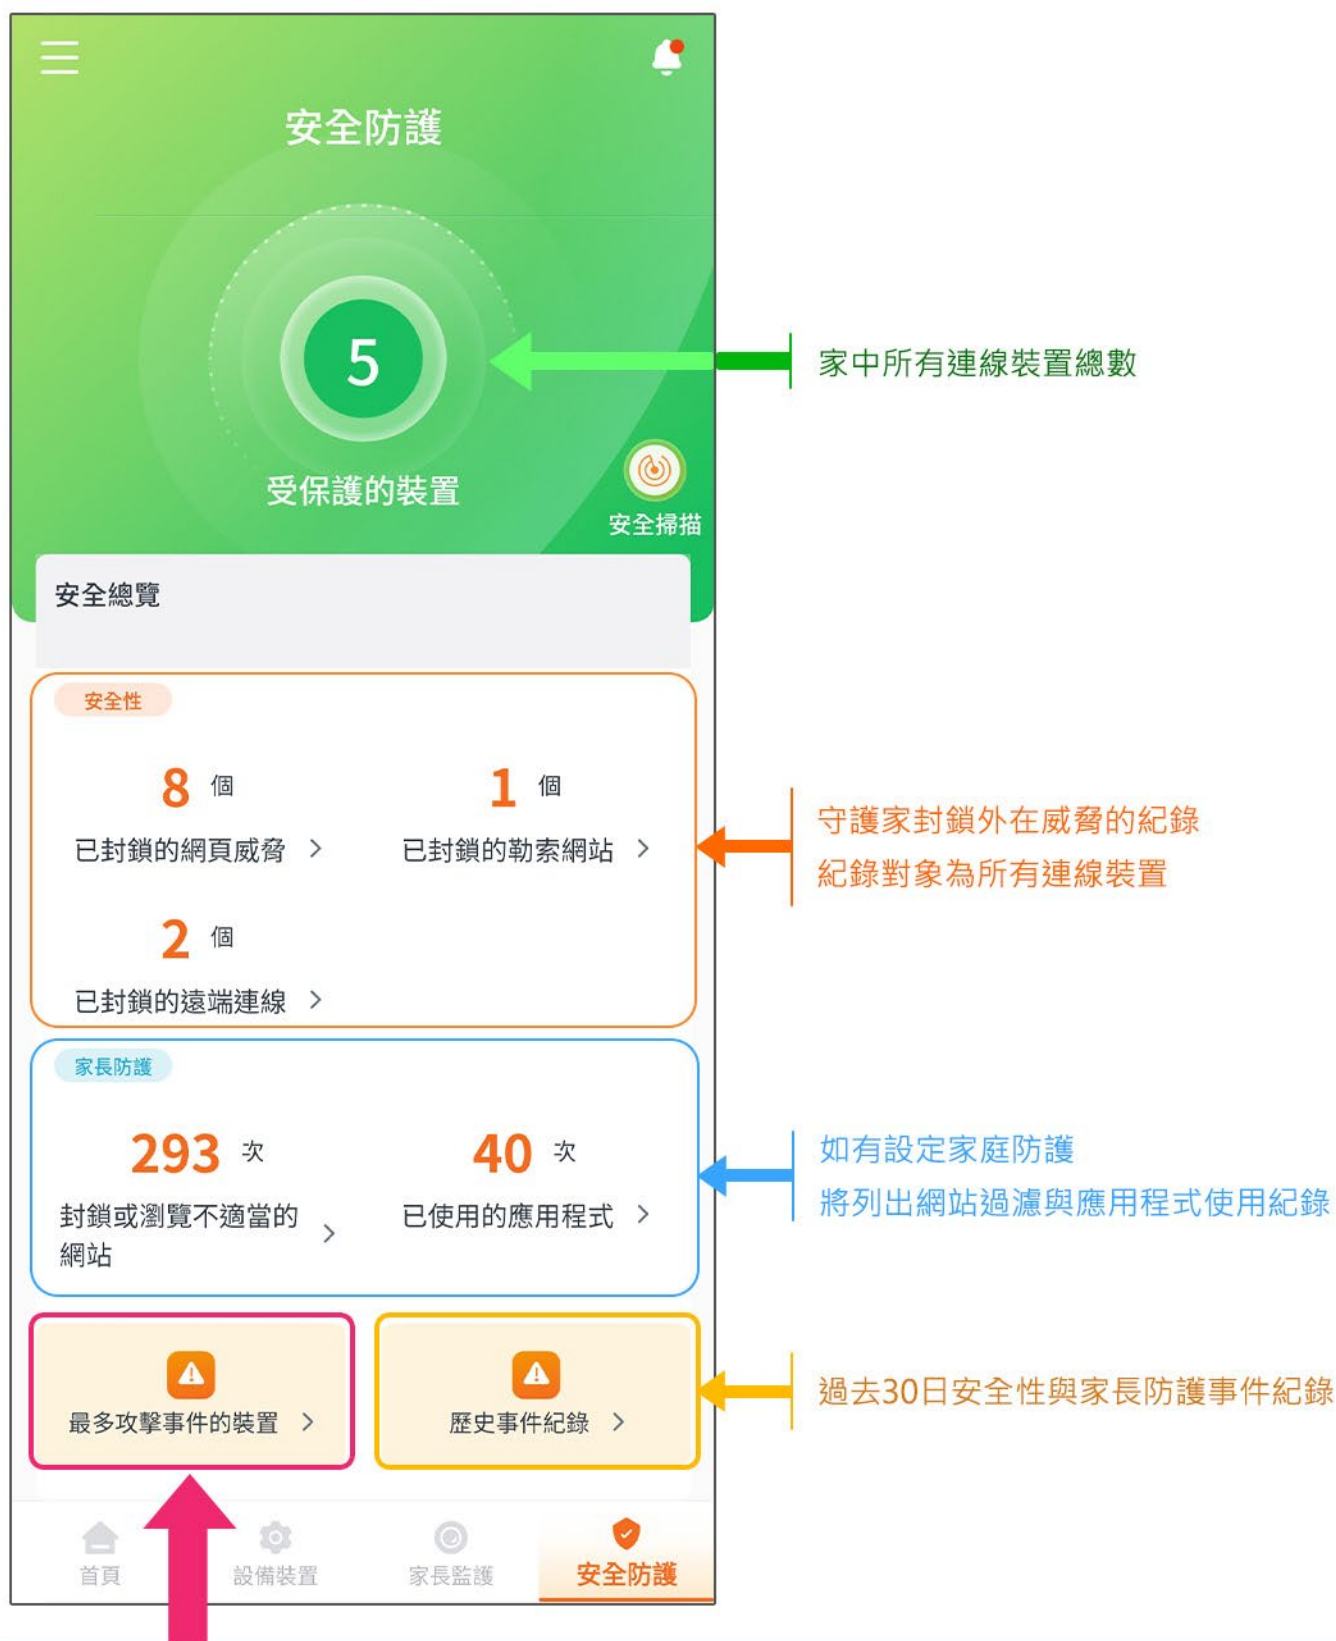 安全防護
5
受保護的裝置
安全掃描
家中所有連線裝置總數
安全總覽
安全性
8 個
已封鎖的網頁威脅
1 個
已封鎖的勒索網站
2 個
已封鎖的遠端連線
守護家封鎖外在威脅的紀錄
紀錄對象為所有連線裝置
家長防護
293 次
封鎖或瀏覽不適當的
網站
40 次
已使用的應用程式
如有設定家庭防護
將列出網站過濾與應用程式使用紀錄
最多攻擊事件的裝置
歷史事件紀錄
過去30日安全性與家長防護事件紀錄
首頁
設備裝置
家長監護
安全防護